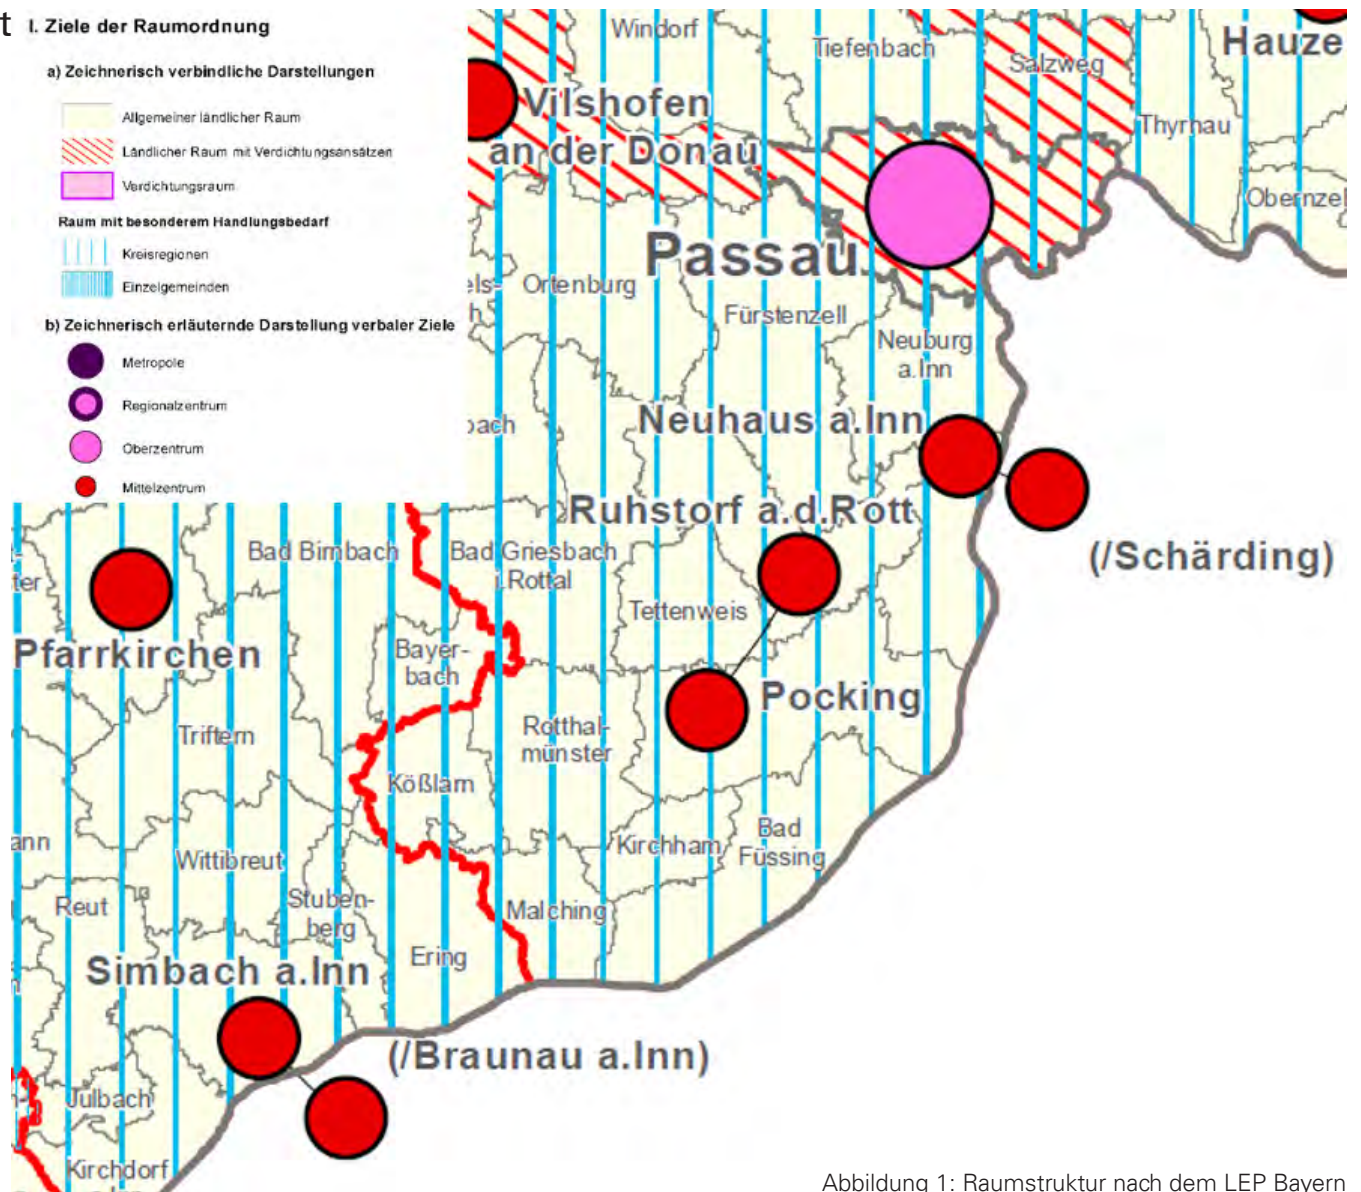 t
I. Ziele der Raumordnung
a) Zeichnerisch verbindliche Darstellungen
Allgemeiner ländlicher Raum
Ländlicher Raum mit Verdichtungsansätzen
Verdichtungsraum
Raum mit besonderem Handlungsbedarf
Kreisregionen
Einzelgemeinden
b) Zeichnerisch erläuternde Darstellung verbaler Ziele
Metropole
Regionalzentrum
Oberzentrum
Mittelzentrum
Windorf
Tiefenbach
Salzweg
Hauze
Vilshofen
an der Donau
Thyrnau
Obernzel
Passau
els-
h
Ortenburg
Fürstenzell
Neuburg
a.Inn
bach
Neuhaus a.Inn
Ruhstorf a.d.Rott
(/Schärding)
ter
Bad Birnbach
Bad Griesbach
i.Rottal
Tettenweis
Pfarrkirchen
Bayer-
bach
Pocking
Triftern
Rotthal-
münster
Kößlarn
ann
Wittibreut
Kirchham
Bad
Füssing
Reut
Stuben-
berg
Malching
Ering
Simbach a.Inn
(/Braunau a.Inn)
Julbach
Kirchdorf
Abbildung 1: Raumstruktur nach dem LEP Bayern